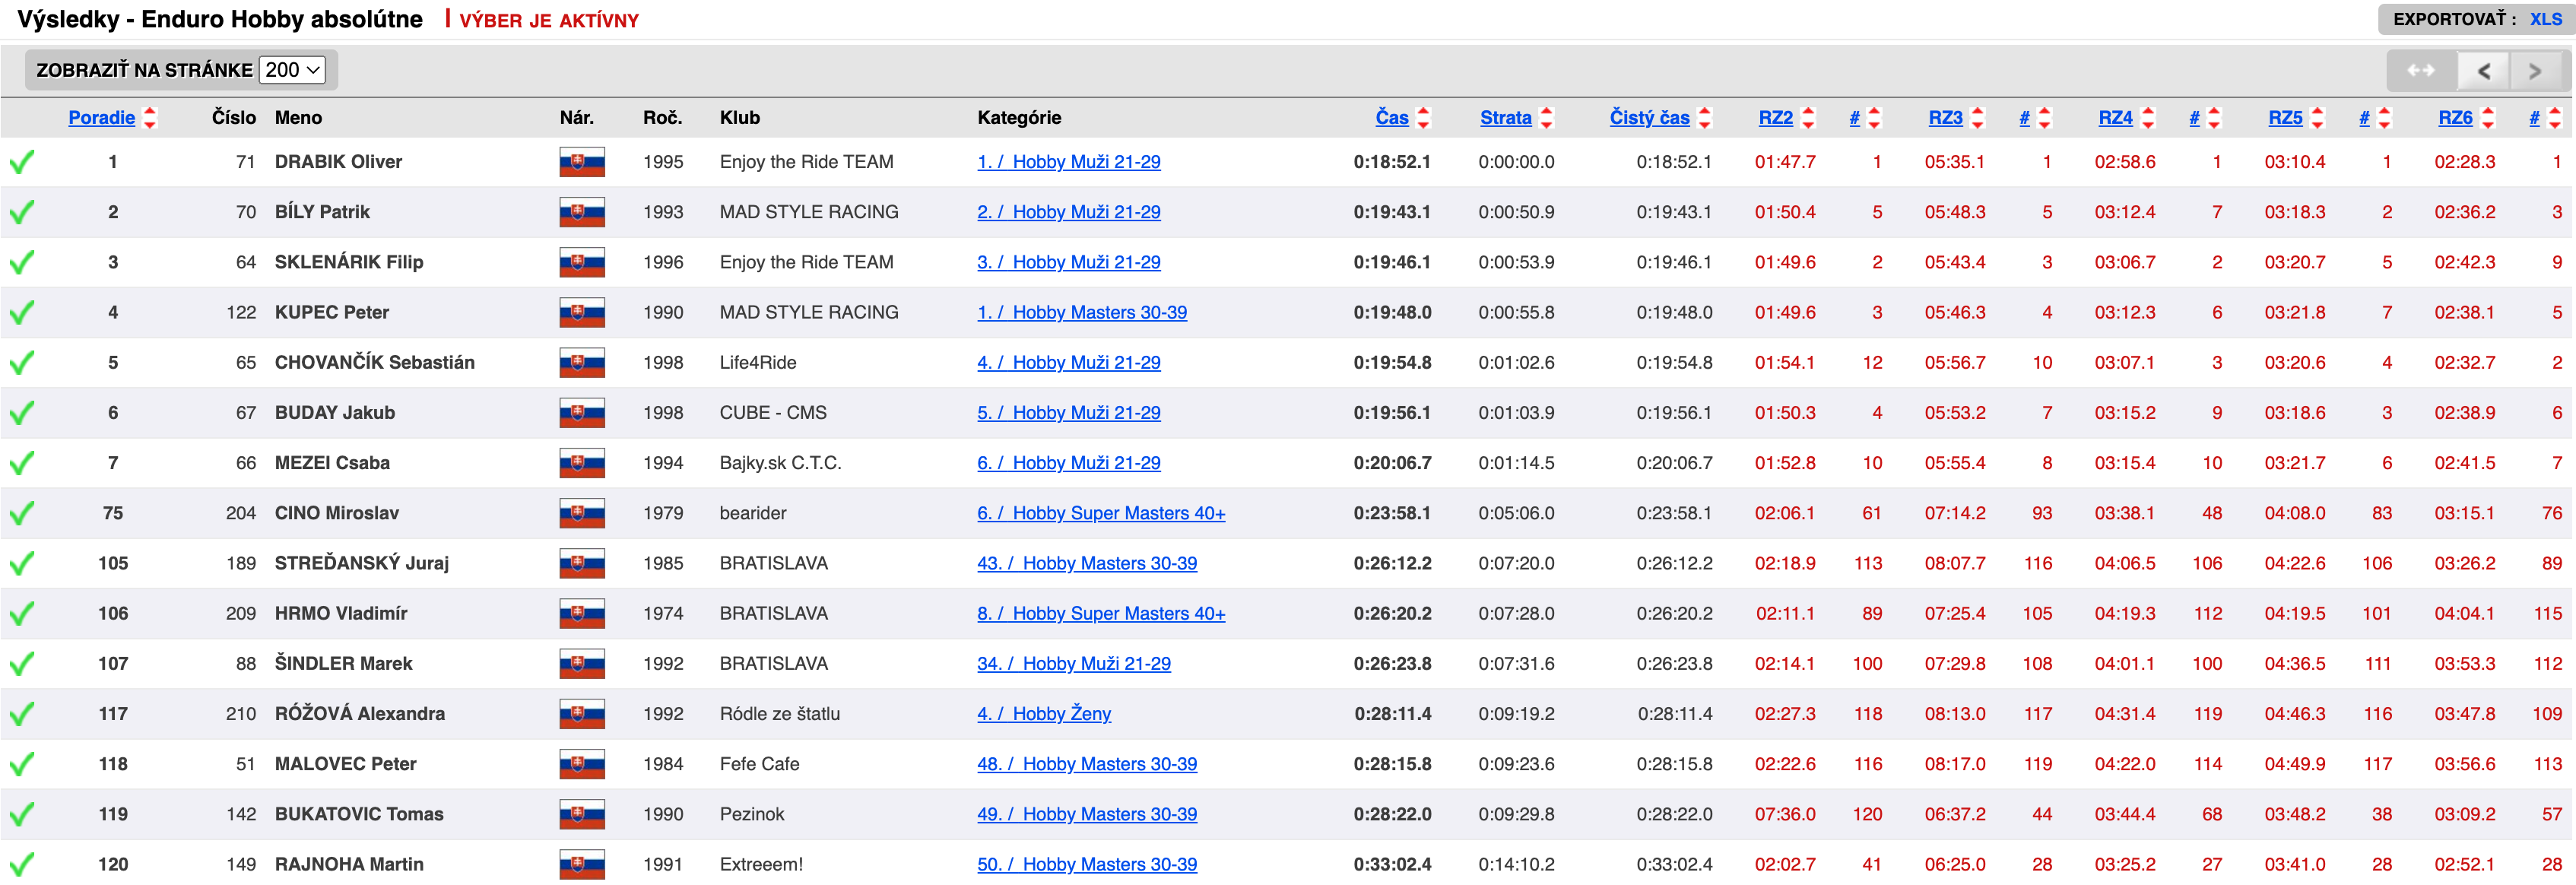 Výsledky - Enduro Hobby absolútne | VÝBER JE AKTÍVNY EXPORTOVAŤ : XLS
ZOBRAZIŤ NA STRÁNKE 200
Poradie Číslo Meno Nár. Roč. Klub Kategórie Čas Strata Čistý čas RZ2 # RZ3 # RZ4 # RZ5 # RZ6 #
1 71 DRABIK Oliver 1995 Enjoy the Ride TEAM 1. / Hobby Muži 21-29 0:18:52.1 0:00:00.0 0:18:52.1 01:47.7 1 05:35.1 1 02:58.6 1 03:10.4 1 02:28.3 1
2 70 BÍLY Patrik 1993 MAD STYLE RACING 2. / Hobby Muži 21-29 0:19:43.1 0:00:50.9 0:19:43.1 01:50.4 5 05:48.3 5 03:12.4 7 03:18.3 2 02:36.2 3
3 64 SKLENÁRIK Filip 1996 Enjoy the Ride TEAM 3. / Hobby Muži 21-29 0:19:46.1 0:00:53.9 0:19:46.1 01:49.6 2 05:43.4 3 03:06.7 2 03:20.7 5 02:42.3 9
4 122 KUPEC Peter 1990 MAD STYLE RACING 1. / Hobby Masters 30-39 0:19:48.0 0:00:55.8 0:19:48.0 01:49.6 3 05:46.3 4 03:12.3 6 03:21.8 7 02:38.1 5
5 65 CHOVANČÍK Sebastián 1998 Life4Ride 4. / Hobby Muži 21-29 0:19:54.8 0:01:02.6 0:19:54.8 01:54.1 12 05:56.7 10 03:07.1 3 03:20.6 4 02:32.7 2
6 67 BUDAY Jakub 1998 CUBE - CMS 5. / Hobby Muži 21-29 0:19:56.1 0:01:03.9 0:19:56.1 01:50.3 4 05:53.2 7 03:15.2 9 03:18.6 3 02:38.9 6
7 66 MEZEI Csaba 1994 Bajky.sk C.T.C. 6. / Hobby Muži 21-29 0:20:06.7 0:01:14.5 0:20:06.7 01:52.8 10 05:55.4 8 03:15.4 10 03:21.7 6 02:41.5 7
75 204 CINO Miroslav 1979 bearider 6. / Hobby Super Masters 40+ 0:23:58.1 0:05:06.0 0:23:58.1 02:06.1 61 07:14.2 93 03:38.1 48 04:08.0 83 03:15.1 76
105 189 STREĎANSKÝ Juraj 1985 BRATISLAVA 43. / Hobby Masters 30-39 0:26:12.2 0:07:20.0 0:26:12.2 02:18.9 113 08:07.7 116 04:06.5 106 04:22.6 106 03:26.2 89
106 209 HRMO Vladimír 1974 BRATISLAVA 8. / Hobby Super Masters 40+ 0:26:20.2 0:07:28.0 0:26:20.2 02:11.1 89 07:25.4 105 04:19.3 112 04:19.5 101 04:04.1 115
107 88 ŠINDLER Marek 1992 BRATISLAVA 34. / Hobby Muži 21-29 0:26:23.8 0:07:31.6 0:26:23.8 02:14.1 100 07:29.8 108 04:01.1 100 04:36.5 111 03:53.3 112
117 210 RÓŽOVÁ Alexandra 1992 Ródle ze štatlu 4. / Hobby Ženy 0:28:11.4 0:09:19.2 0:28:11.4 02:27.3 118 08:13.0 117 04:31.4 119 04:46.3 116 03:47.8 109
118 51 MALOVEC Peter 1984 Fefe Cafe 48. / Hobby Masters 30-39 0:28:15.8 0:09:23.6 0:28:15.8 02:22.6 116 08:17.0 119 04:22.0 114 04:49.9 117 03:56.6 113
119 142 BUKATOVIC Tomas 1990 Pezinok 49. / Hobby Masters 30-39 0:28:22.0 0:09:29.8 0:28:22.0 07:36.0 120 06:37.2 44 03:44.4 68 03:48.2 38 03:09.2 57
120 149 RAJNOHA Martin 1991 Extreeem! 50. / Hobby Masters 30-39 0:33:02.4 0:14:10.2 0:33:02.4 02:02.7 41 06:25.0 28 03:25.2 27 03:41.0 28 02:52.1 28